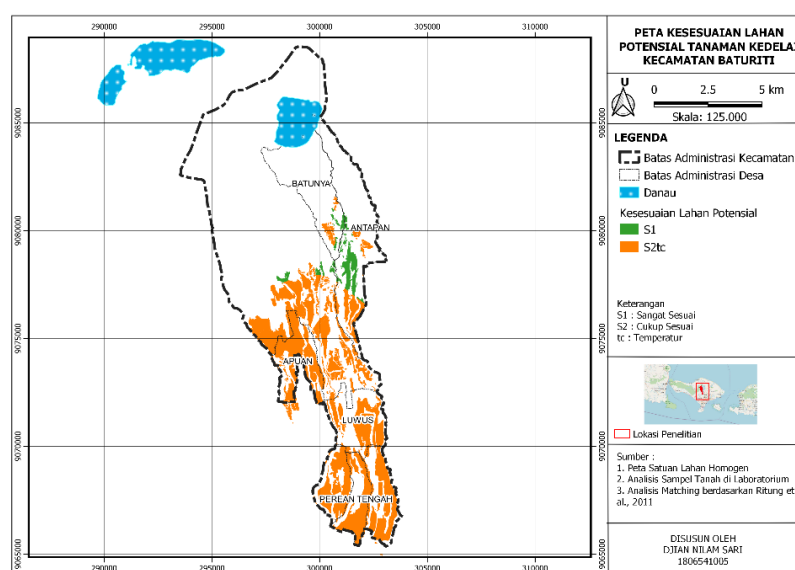 290000 295000 300000 305000 310000
9085000 9085000
9080000 9080000
9075000 9075000
9070000 9070000
9065000 9065000
290000 295000 300000 305000 310000
BATUNYA
ANTAPAN
APUAN
LUWUS
PEREAN TENGAH
PETA KESESUAIAN LAHAN
POTENSIAL TANAMAN KEDELAI
KECAMATAN BATURITI
U
0 2.5 5 km
Skala: 125.000
LEGENDA
Batas Administrasi Kecamatan
Batas Administrasi Desa
Danau
Kesesuaian Lahan Potensial
S1
S2tc
Keterangan
S1 : Sangat Sesuai
S2 : Cukup Sesuai
tc : Temperatur
Lokasi Penelitian
Sumber :
1. Peta Satuan Lahan Homogen
2. Analisis Sampel Tanah di Laboratorium
3. Analisis Matching berdasarkan Ritung et
al., 2011
DISUSUN OLEH
DJIAN NILAM SARI
1806541005